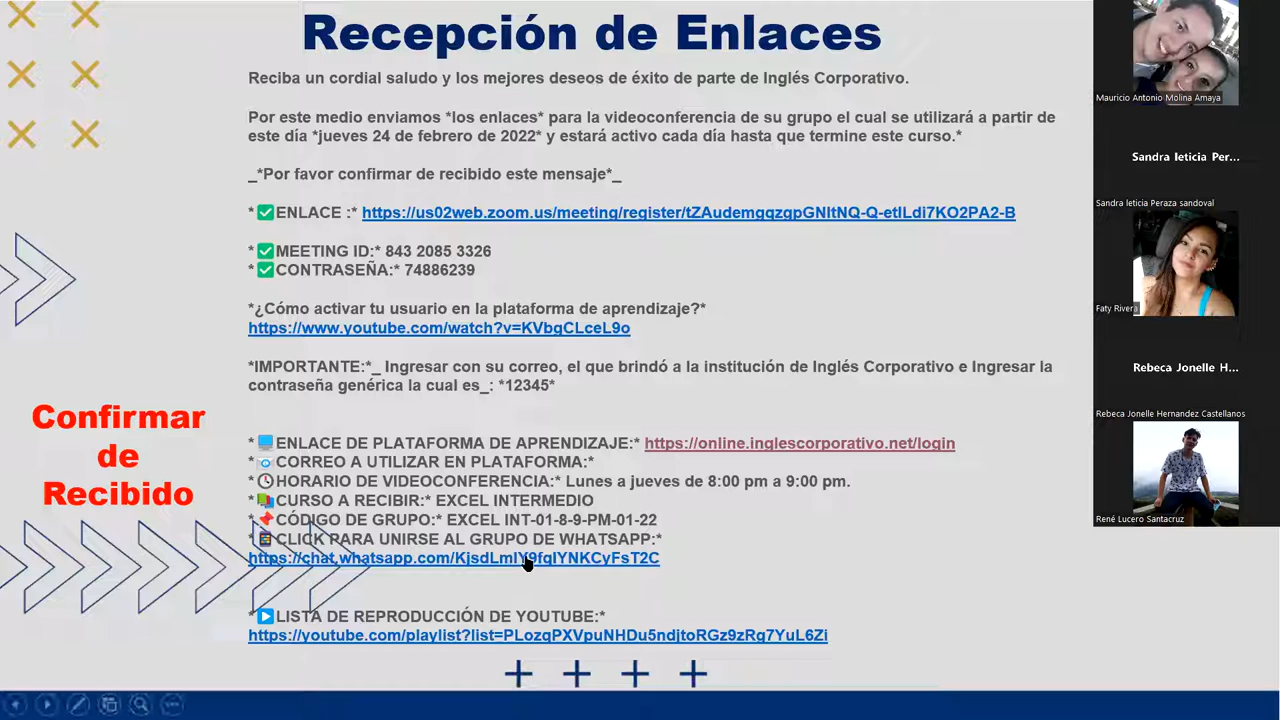 Recepción de Enlaces
Reciba un cordial saludo y los mejores deseos de éxito de parte de Inglés Corporativo.
Por este medio enviamos *los enlaces* para la videoconferencia de su grupo el cual se utilizará a partir de
este día *jueves 24 de febrero de 2022* y estará activo cada día hasta que termine este curso.*
_*Por favor confirmar de recibido este mensaje*_
*✅ENLACE :* https://us02web.zoom.us/meeting/register/tZAudemgqzgpGNItNQ-Q-etILdi7KO2PA2-B
*✅MEETING ID:* 843 2085 3326
*✅CONTRASEÑA:* 74886239
*¿Cómo activar tu usuario en la plataforma de aprendizaje?*
https://www.youtube.com/watch?v=KVbgCLceL9o
*IMPORTANTE:*_ Ingresar con su correo, el que brindó a la institución de Inglés Corporativo e Ingresar la
contraseña genérica la cual es_: *12345*
Confirmar
de
Recibido
*🖥️ENLACE DE PLATAFORMA DE APRENDIZAJE:* https://online.inglescorporativo.net/login
*📧CORREO A UTILIZAR EN PLATAFORMA:*
*🕓HORARIO DE VIDEOCONFERENCIA:* Lunes a jueves de 8:00 pm a 9:00 pm.
*📚CURSO A RECIBIR:* EXCEL INTERMEDIO
*📌CÓDIGO DE GRUPO:* EXCEL INT-01-8-9-PM-01-22
*📱CLICK PARA UNIRSE AL GRUPO DE WHATSAPP:*
https://chat.whatsapp.com/KjsdLmlY9fqIYNKCyFsT2C
*▶️LISTA DE REPRODUCCIÓN DE YOUTUBE:*
https://youtube.com/playlist?list=PLozqPXVpuNHDu5ndjtoRGz9zRg7YuL6Zi
Mauricio Antonio Molina Amaya
Sandra leticia Per...
Sandra leticia Peraza sandoval
Faty Rivera
Rebeca Jonelle H...
Rebeca Jonelle Hernandez Castellanos
René Lucero Santacruz